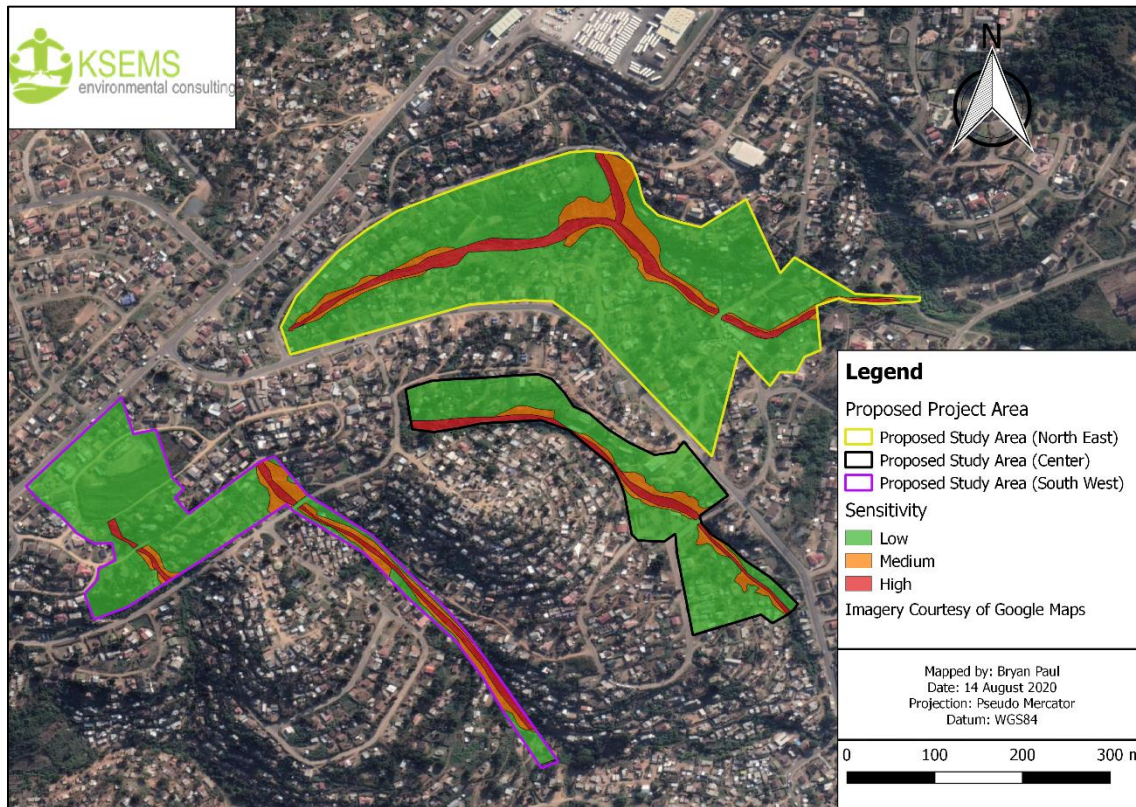 KSEMS
environmental consulting
N
Legend
Proposed Project Area
Proposed Study Area (North East)
Proposed Study Area (Center)
Proposed Study Area (South West)
Sensitivity
Low
Medium
High
Imagery Courtesy of Google Maps
Mapped by: Bryan Paul
Date: 14 August 2020
Projection: Pseudo Mercator
Datum: WGS84
0 100 200 300 m